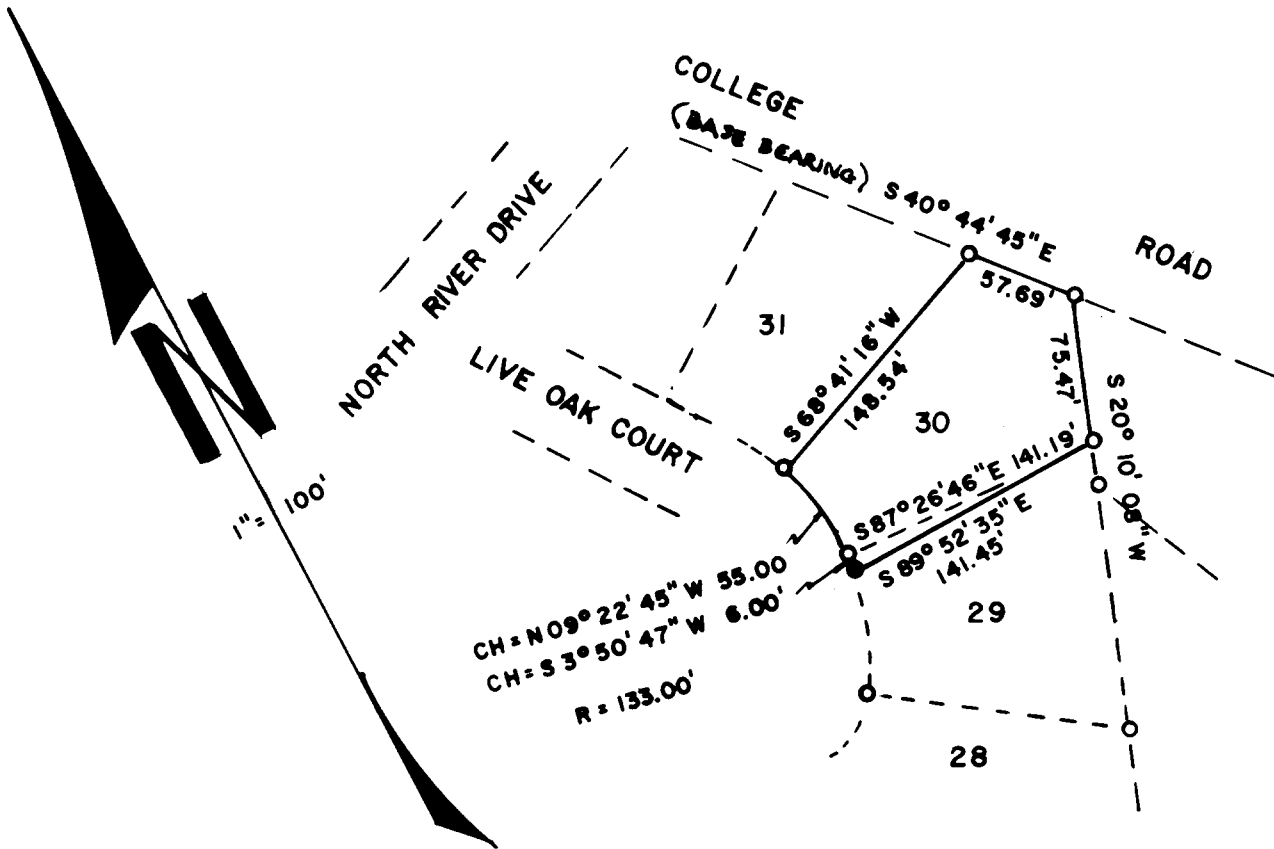 COLLEGE
(BASE BEARING) S 40° 44' 45" E
ROAD
57.69'
NORTH RIVER DRIVE
31
S 68° 41' 16" W
148.54'
75.47'
S 20° 10' 08" W
LIVE OAK COURT
30
N
1" = 100'
S 87° 26' 46" E 141.19'
S 89° 52' 35" E
141.45'
CH = N 09° 22' 45" W 55.00
CH = S 3° 50' 47" W 6.00'
R = 133.00'
29
28